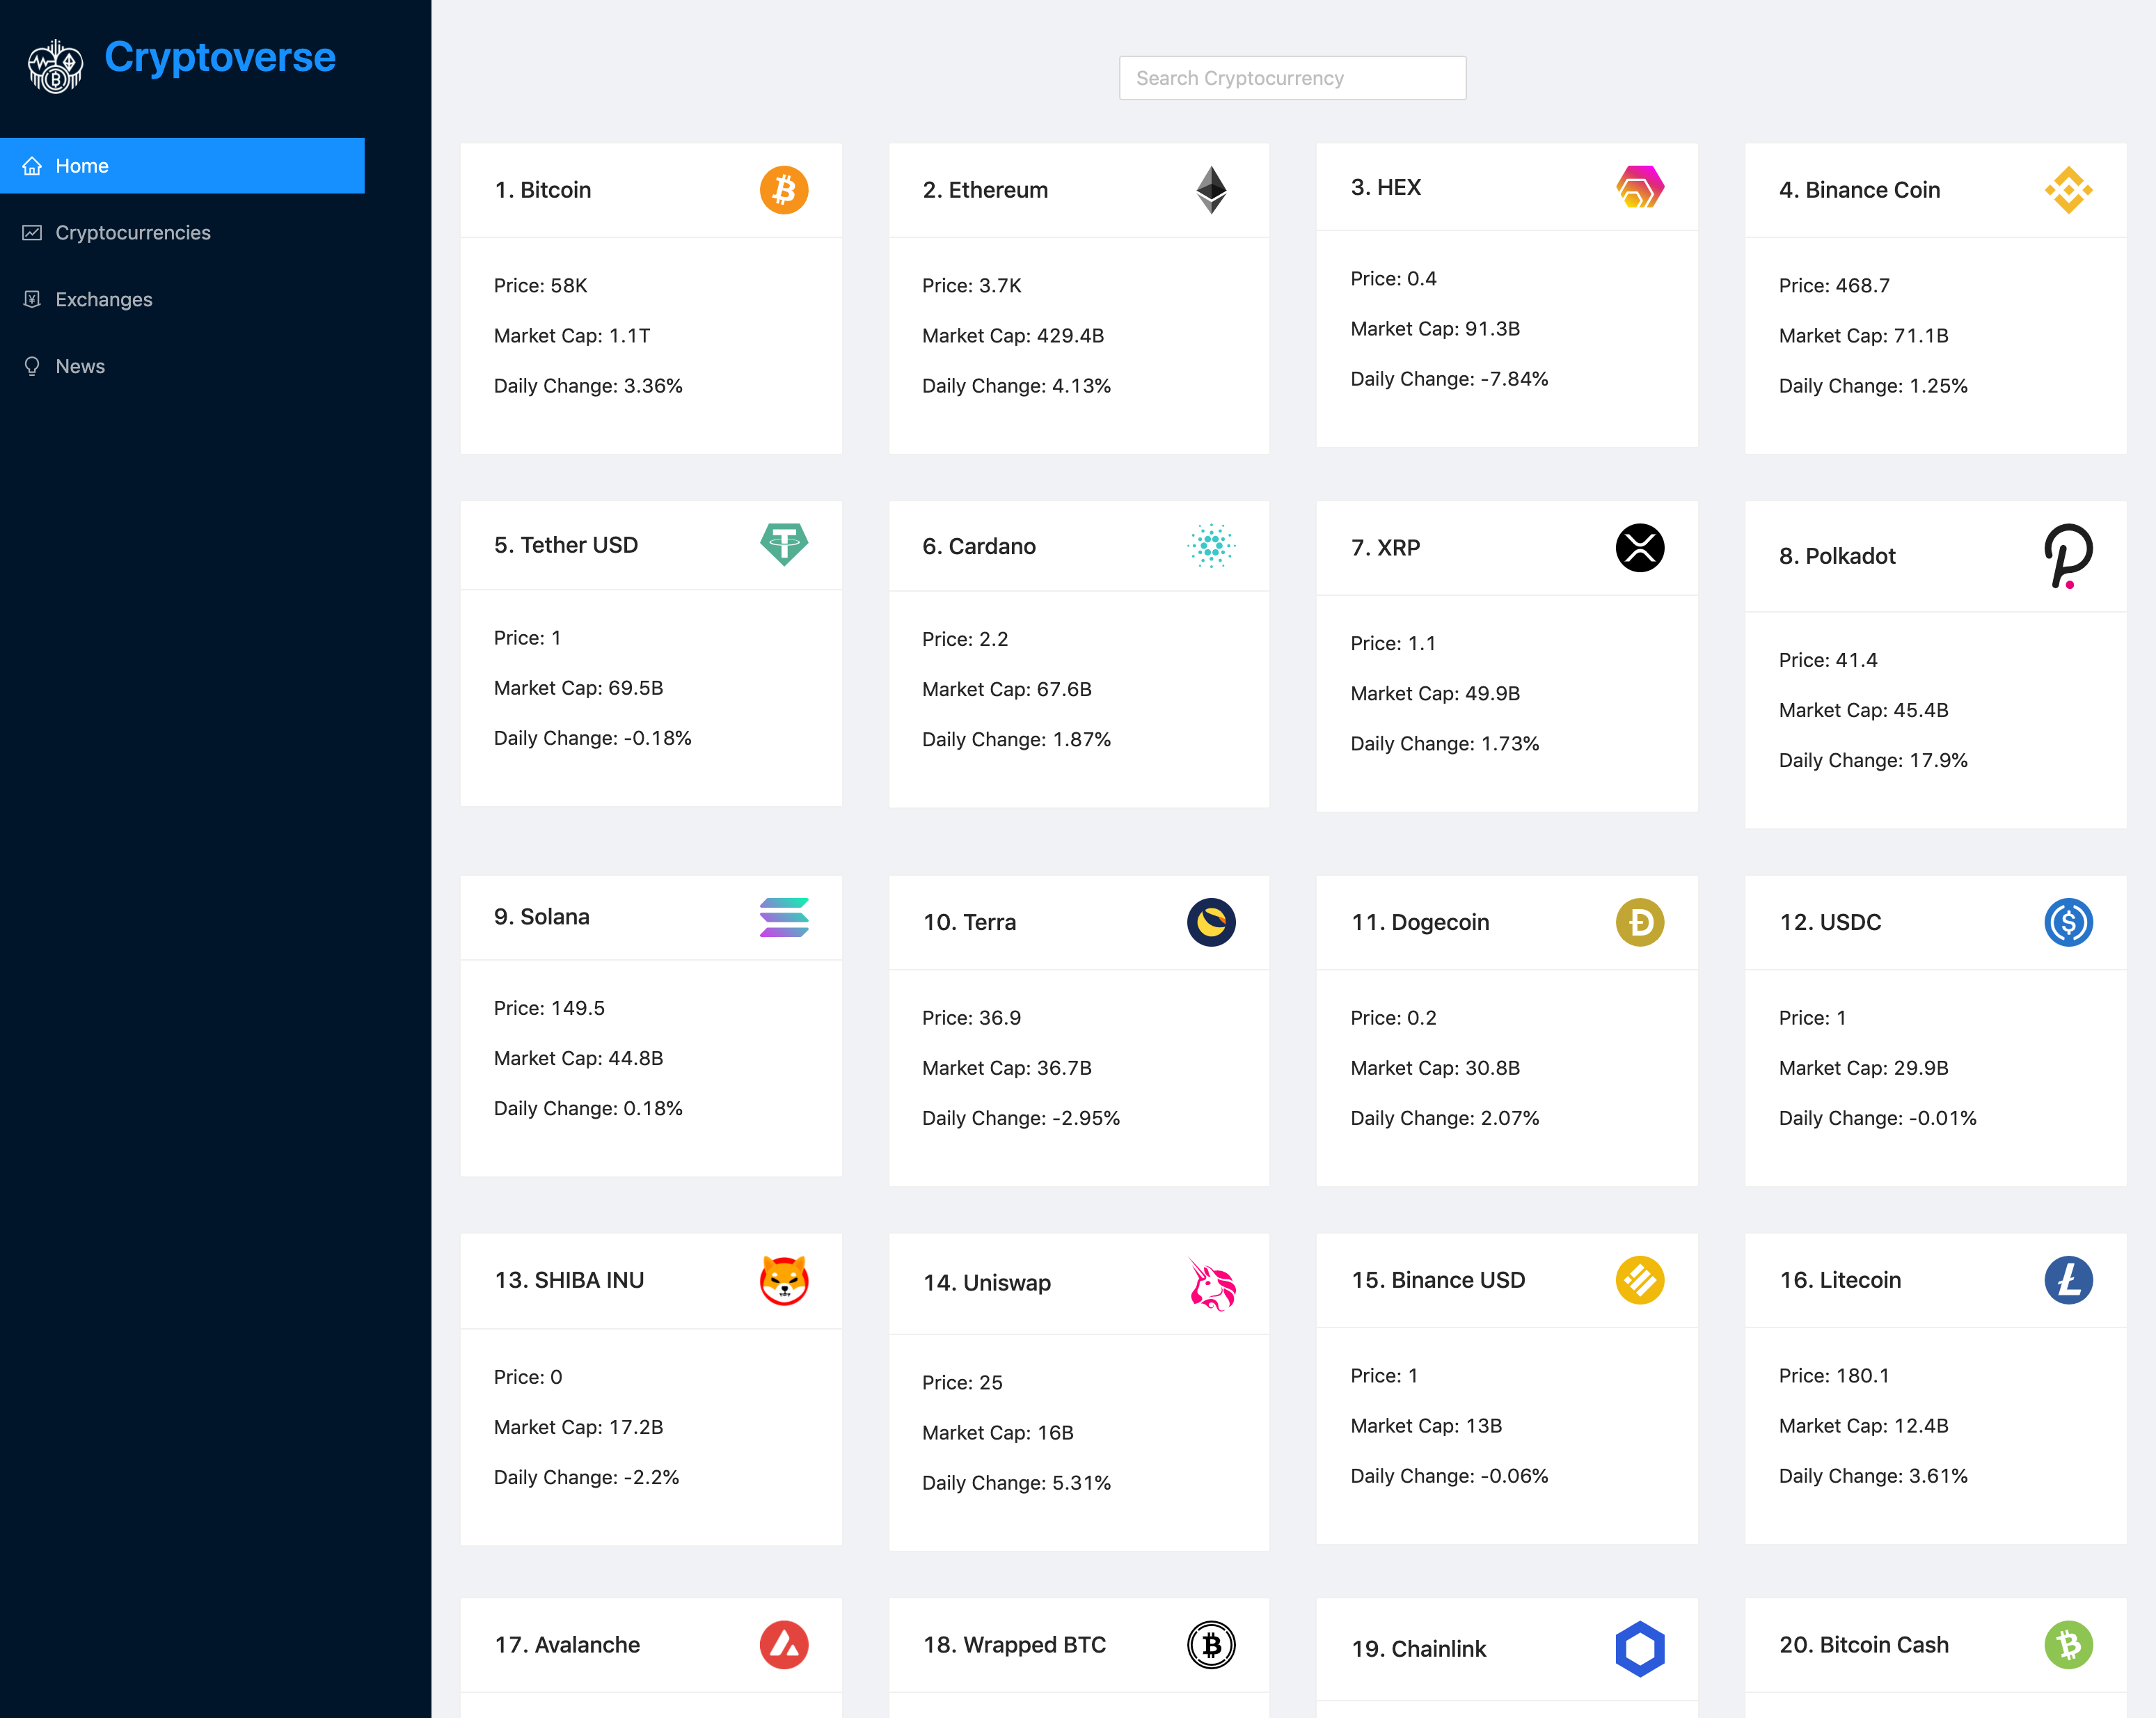 Cryptoverse
Home
Cryptocurrencies
Exchanges
News
Search Cryptocurrency
1. Bitcoin
Price: 58K
Market Cap: 1.1T
Daily Change: 3.36%
2. Ethereum
Price: 3.7K
Market Cap: 429.4B
Daily Change: 4.13%
3. HEX
Price: 0.4
Market Cap: 91.3B
Daily Change: -7.84%
4. Binance Coin
Price: 468.7
Market Cap: 71.1B
Daily Change: 1.25%
5. Tether USD
Price: 1
Market Cap: 69.5B
Daily Change: -0.18%
6. Cardano
Price: 2.2
Market Cap: 67.6B
Daily Change: 1.87%
7. XRP
Price: 1.1
Market Cap: 49.9B
Daily Change: 1.73%
8. Polkadot
Price: 41.4
Market Cap: 45.4B
Daily Change: 17.9%
9. Solana
Price: 149.5
Market Cap: 44.8B
Daily Change: 0.18%
10. Terra
Price: 36.9
Market Cap: 36.7B
Daily Change: -2.95%
11. Dogecoin
Price: 0.2
Market Cap: 30.8B
Daily Change: 2.07%
12. USDC
Price: 1
Market Cap: 29.9B
Daily Change: -0.01%
13. SHIBA INU
Price: 0
Market Cap: 17.2B
Daily Change: -2.2%
14. Uniswap
Price: 25
Market Cap: 16B
Daily Change: 5.31%
15. Binance USD
Price: 1
Market Cap: 13B
Daily Change: -0.06%
16. Litecoin
Price: 180.1
Market Cap: 12.4B
Daily Change: 3.61%
17. Avalanche
18. Wrapped BTC
19. Chainlink
20. Bitcoin Cash